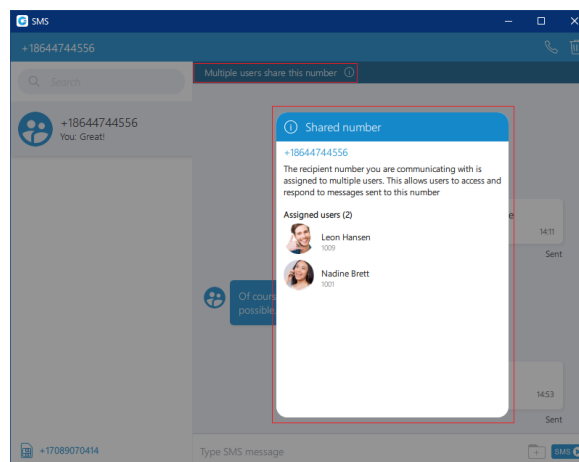 SMS
+18644744556
Search
Multiple users share this number
+18644744556
You: Great!
Shared number
+18644744556
The recipient number you are communicating with is
assigned to multiple users. This allows users to access and
respond to messages sent to this number
Assigned users (2)
Leon Hansen
1009
Nadine Brett
1001
e
14:11
Sent
Of cours
possible
14:53
Sent
+17089070414
Type SMS message
SMS